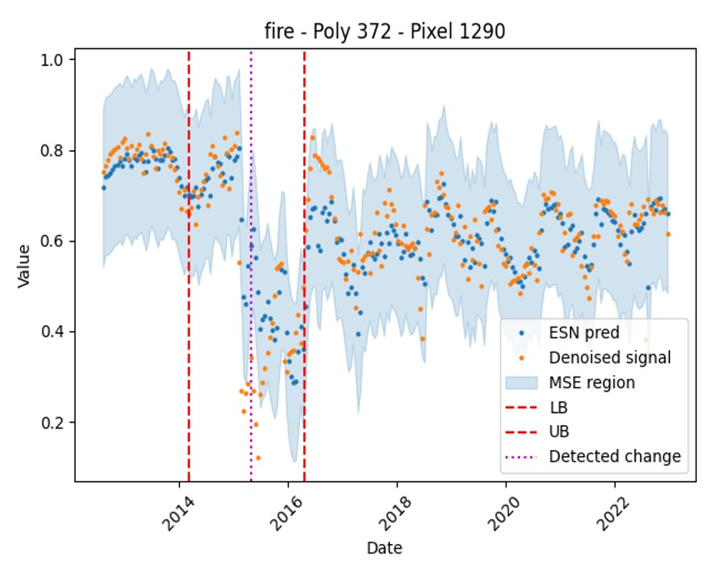 fire - Poly 372 - Pixel 1290
1.0
0.8
0.6
0.4
0.2
Value
2014
2016
2018
2020
2022
Date
ESN pred
Denoised signal
MSE region
LB
UB
Detected change